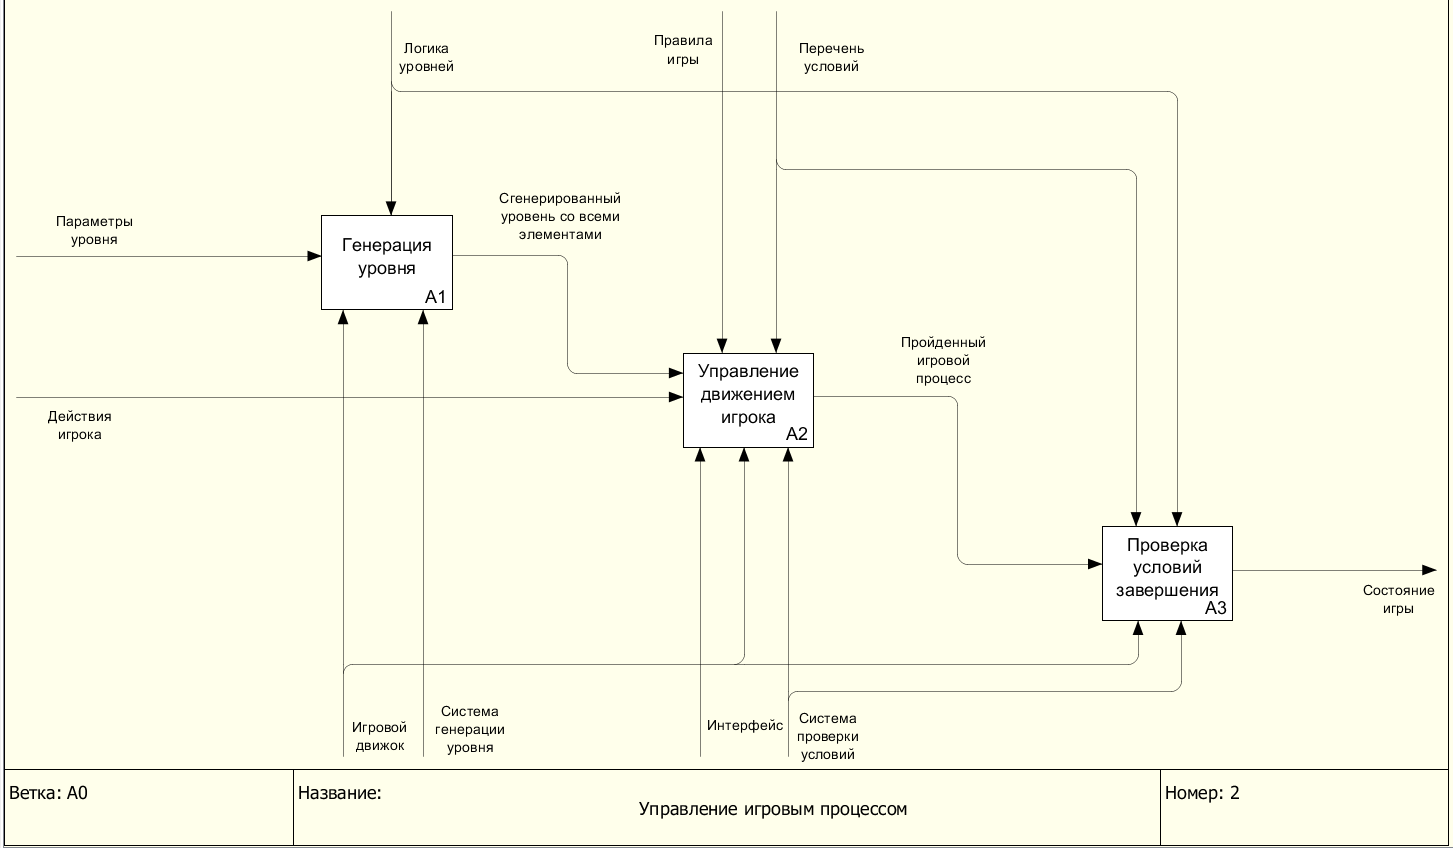 Логика
уровней
Правила
игры
Перечень
условий
Параметры
уровня
Сгенерированный
уровень со всеми
элементами
Генерация
уровня
A1
Действия
игрока
Управление
движением
игрока
A2
Пройденный
игровой
процесс
Проверка
условий
завершения
A3
Состояние
игры
Игровой
движок
Система
генерации
уровня
Интерфейс
Система
проверки
условий
Ветка: A0
Название:
Управление игровым процессом
Номер: 2